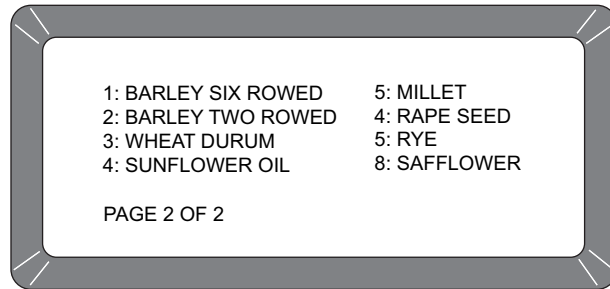 1: BARLEY SIX ROWED
2: BARLEY TWO ROWED
3: WHEAT DURUM
4: SUNFLOWER OIL
5: MILLET
4: RAPE SEED
5: RYE
8: SAFFLOWER
PAGE 2 OF 2